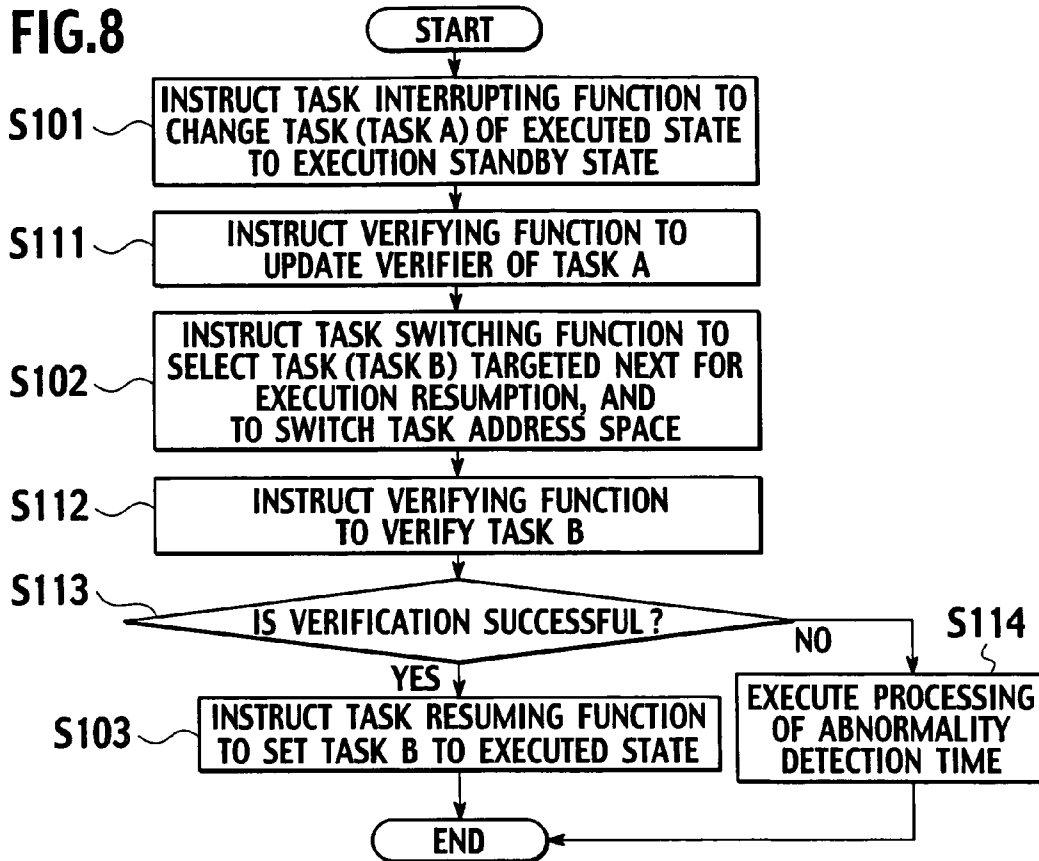 FIG.8
START
S101
INSTRUCT TASK INTERRUPTING FUNCTION TO
CHANGE TASK (TASK A) OF EXECUTED STATE
TO EXECUTION STANDBY STATE
S111
INSTRUCT VERIFYING FUNCTION TO
UPDATE VERIFIER OF TASK A
S102
INSTRUCT TASK SWITCHING FUNCTION TO
SELECT TASK (TASK B) TARGETED NEXT FOR
EXECUTION RESUMPTION, AND
TO SWITCH TASK ADDRESS SPACE
S112
INSTRUCT VERIFYING FUNCTION
TO VERIFY TASK B
S113
IS VERIFICATION SUCCESSFUL?
NO
YES
S114
EXECUTE PROCESSING
OF ABNORMALITY
DETECTION TIME
S103
INSTRUCT TASK RESUMING FUNCTION
TO SET TASK B TO EXECUTED STATE
END